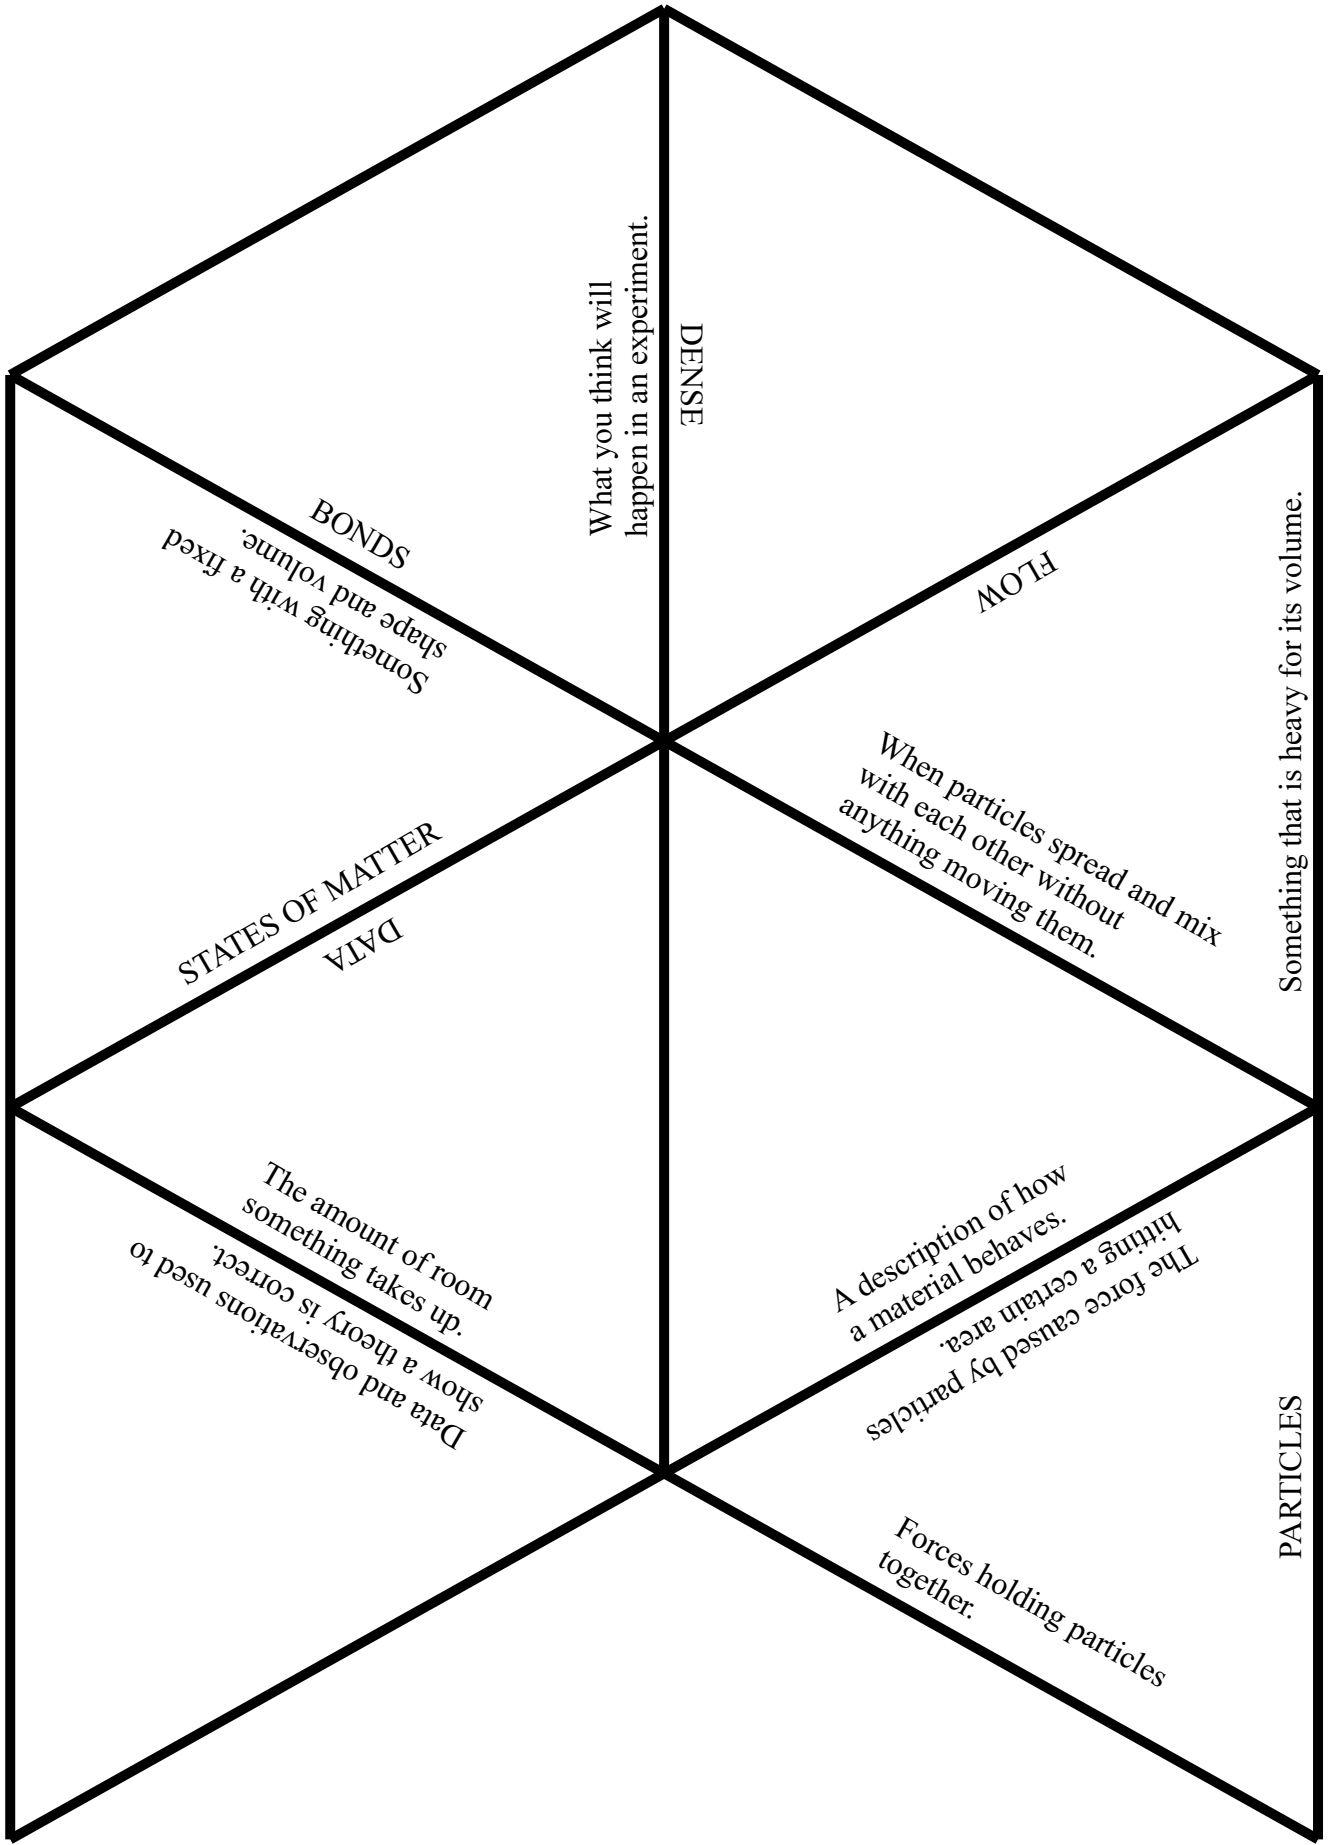 What you think will
happen in an experiment.
DENSE
BONDS
Something with a fixed
shape and volume.
FLOW
Something that is heavy for its volume.
When particles spread and mix
with each other without
anything moving them.
STATES OF MATTER
DATA
The amount of room
something takes up.
Data and observations used to
show a theory is correct.
A description of how
a material behaves.
The force caused by particles
hitting a certain area.
PARTICLES
Forces holding particles
together.